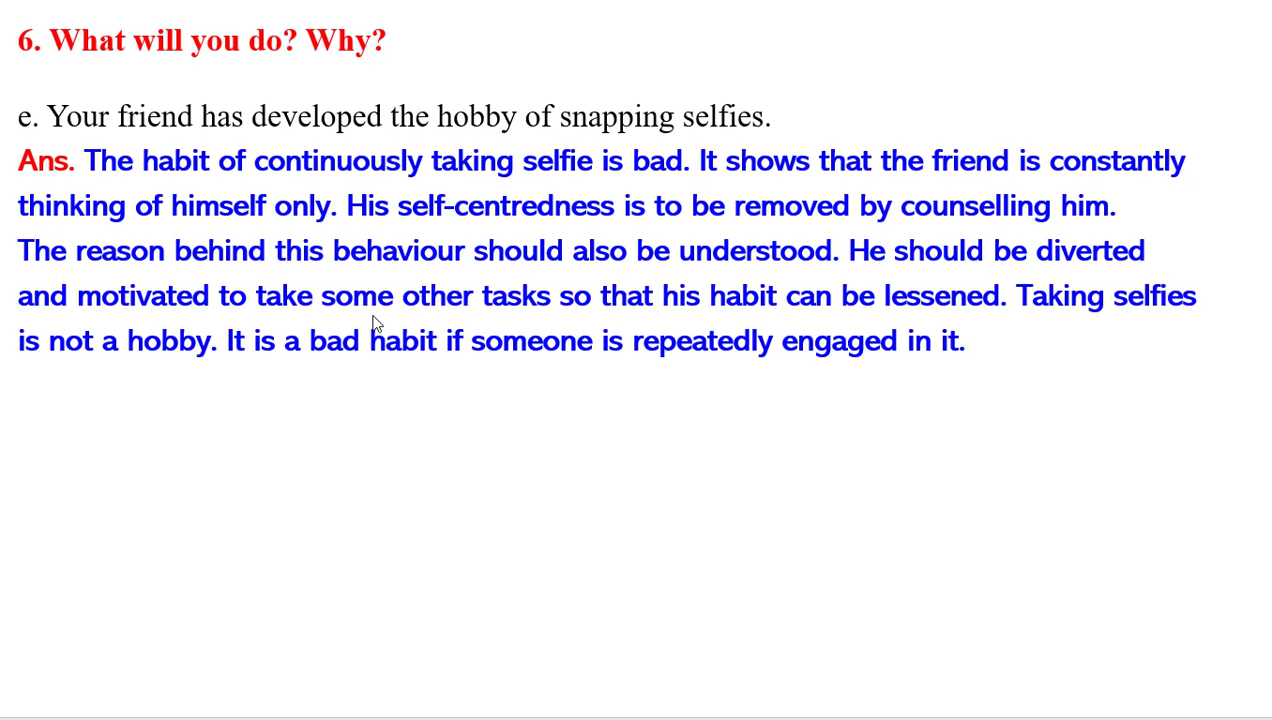 6. What will you do? Why?
e. Your friend has developed the hobby of snapping selfies.
Ans. The habit of continuously taking selfie is bad. It shows that the friend is constantly
thinking of himself only. His self-centredness is to be removed by counselling him.
The reason behind this behaviour should also be understood. He should be diverted
and motivated to take some other tasks so that his habit can be lessened. Taking selfies
is not a hobby. It is a bad habit if someone is repeatedly engaged in it.